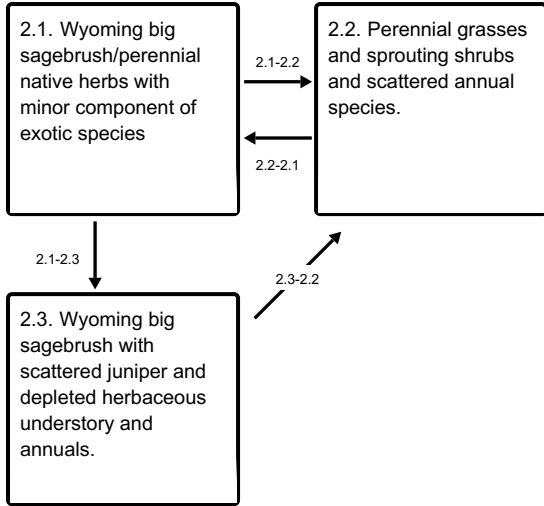 2.1. Wyoming big
sagebrush/perennial
native herbs with
minor component of
exotic species
2.1-2.2
2.2-2.1
2.2. Perennial grasses
and sprouting shrubs
and scattered annual
species.
2.1-2.3
2.3-2.2
2.3. Wyoming big
sagebrush with
scattered juniper and
depleted herbaceous
understory and
annuals.